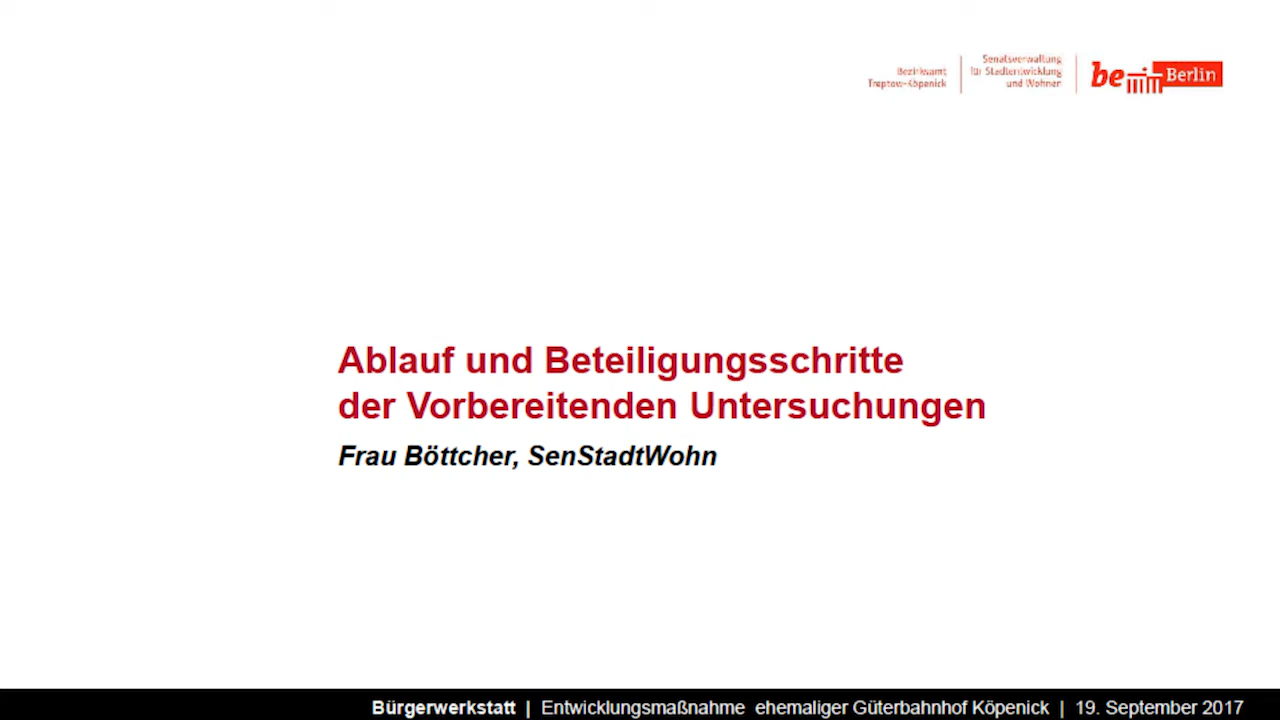 Bezirksamt
Treptow-Köpenick
Senatsverwaltung
für Stadtentwicklung
und Wohnen
be Berlin
Ablauf und Beteiligungsschritte
der Vorbereitenden Untersuchungen
Frau Böttcher, SenStadtWohn
Bürgerwerkstatt | Entwicklungsmaßnahme ehemaliger Güterbahnhof Köpenick | 19. September 2017